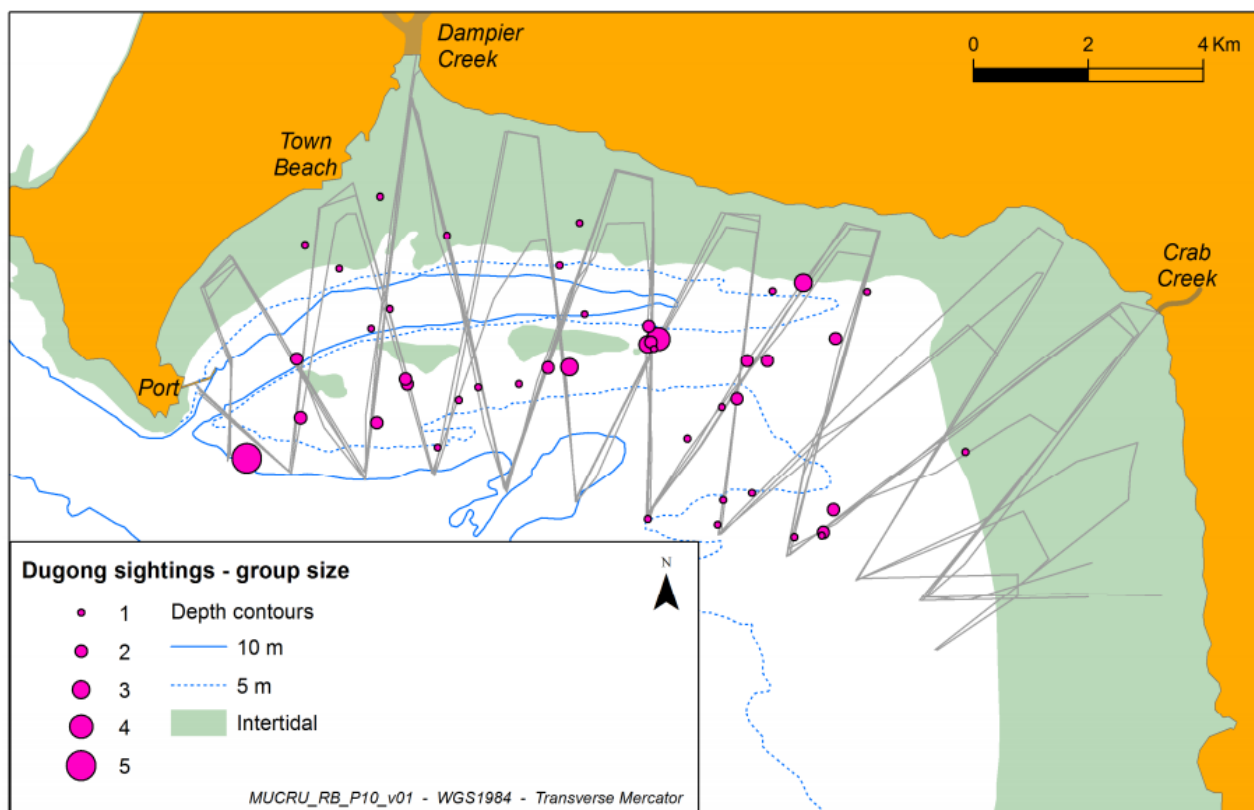 Dampier
Creek
0 2 4 Km
Town
Beach
Crab
Creek
Port
N
Dugong sightings - group size
1 Depth contours
2 10 m
3 5 m
4 Intertidal
5
MUCRU_RB_P10_v01 - WGS1984 - Transverse Mercator